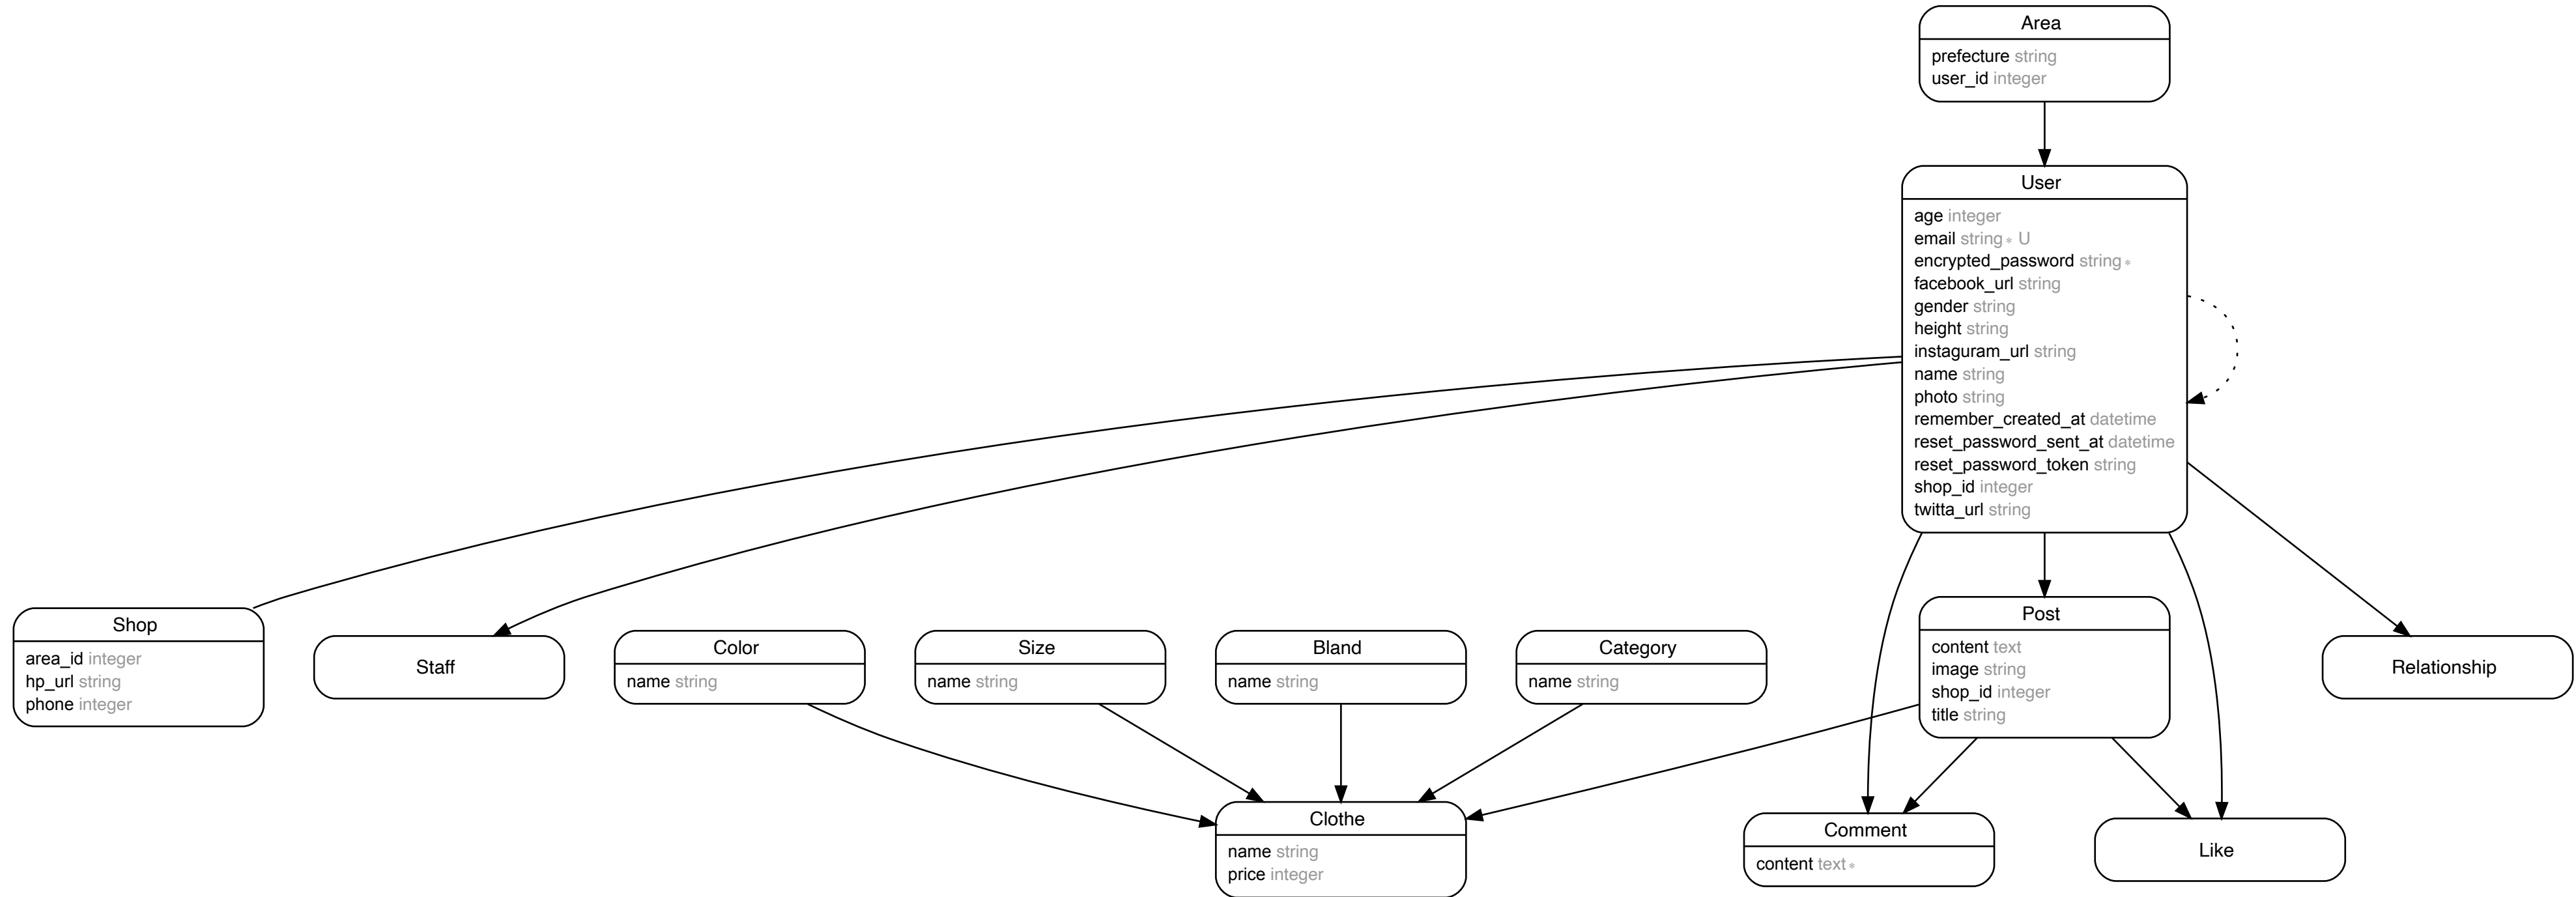 Area
prefecture string
user_id integer
User
age integer
email string* U
encrypted_password string*
facebook_url string
gender string
height string
instaguram_url string
name string
photo string
remember_created_at datetime
reset_password_sent_at datetime
reset_password_token string
shop_id integer
twitta_url string
Shop
area_id integer
hp_url string
phone integer
Staff
Color
name string
Size
name string
Bland
name string
Category
name string
Post
content text
image string
shop_id integer
title string
Relationship
Clothe
name string
price integer
Comment
content text*
Like